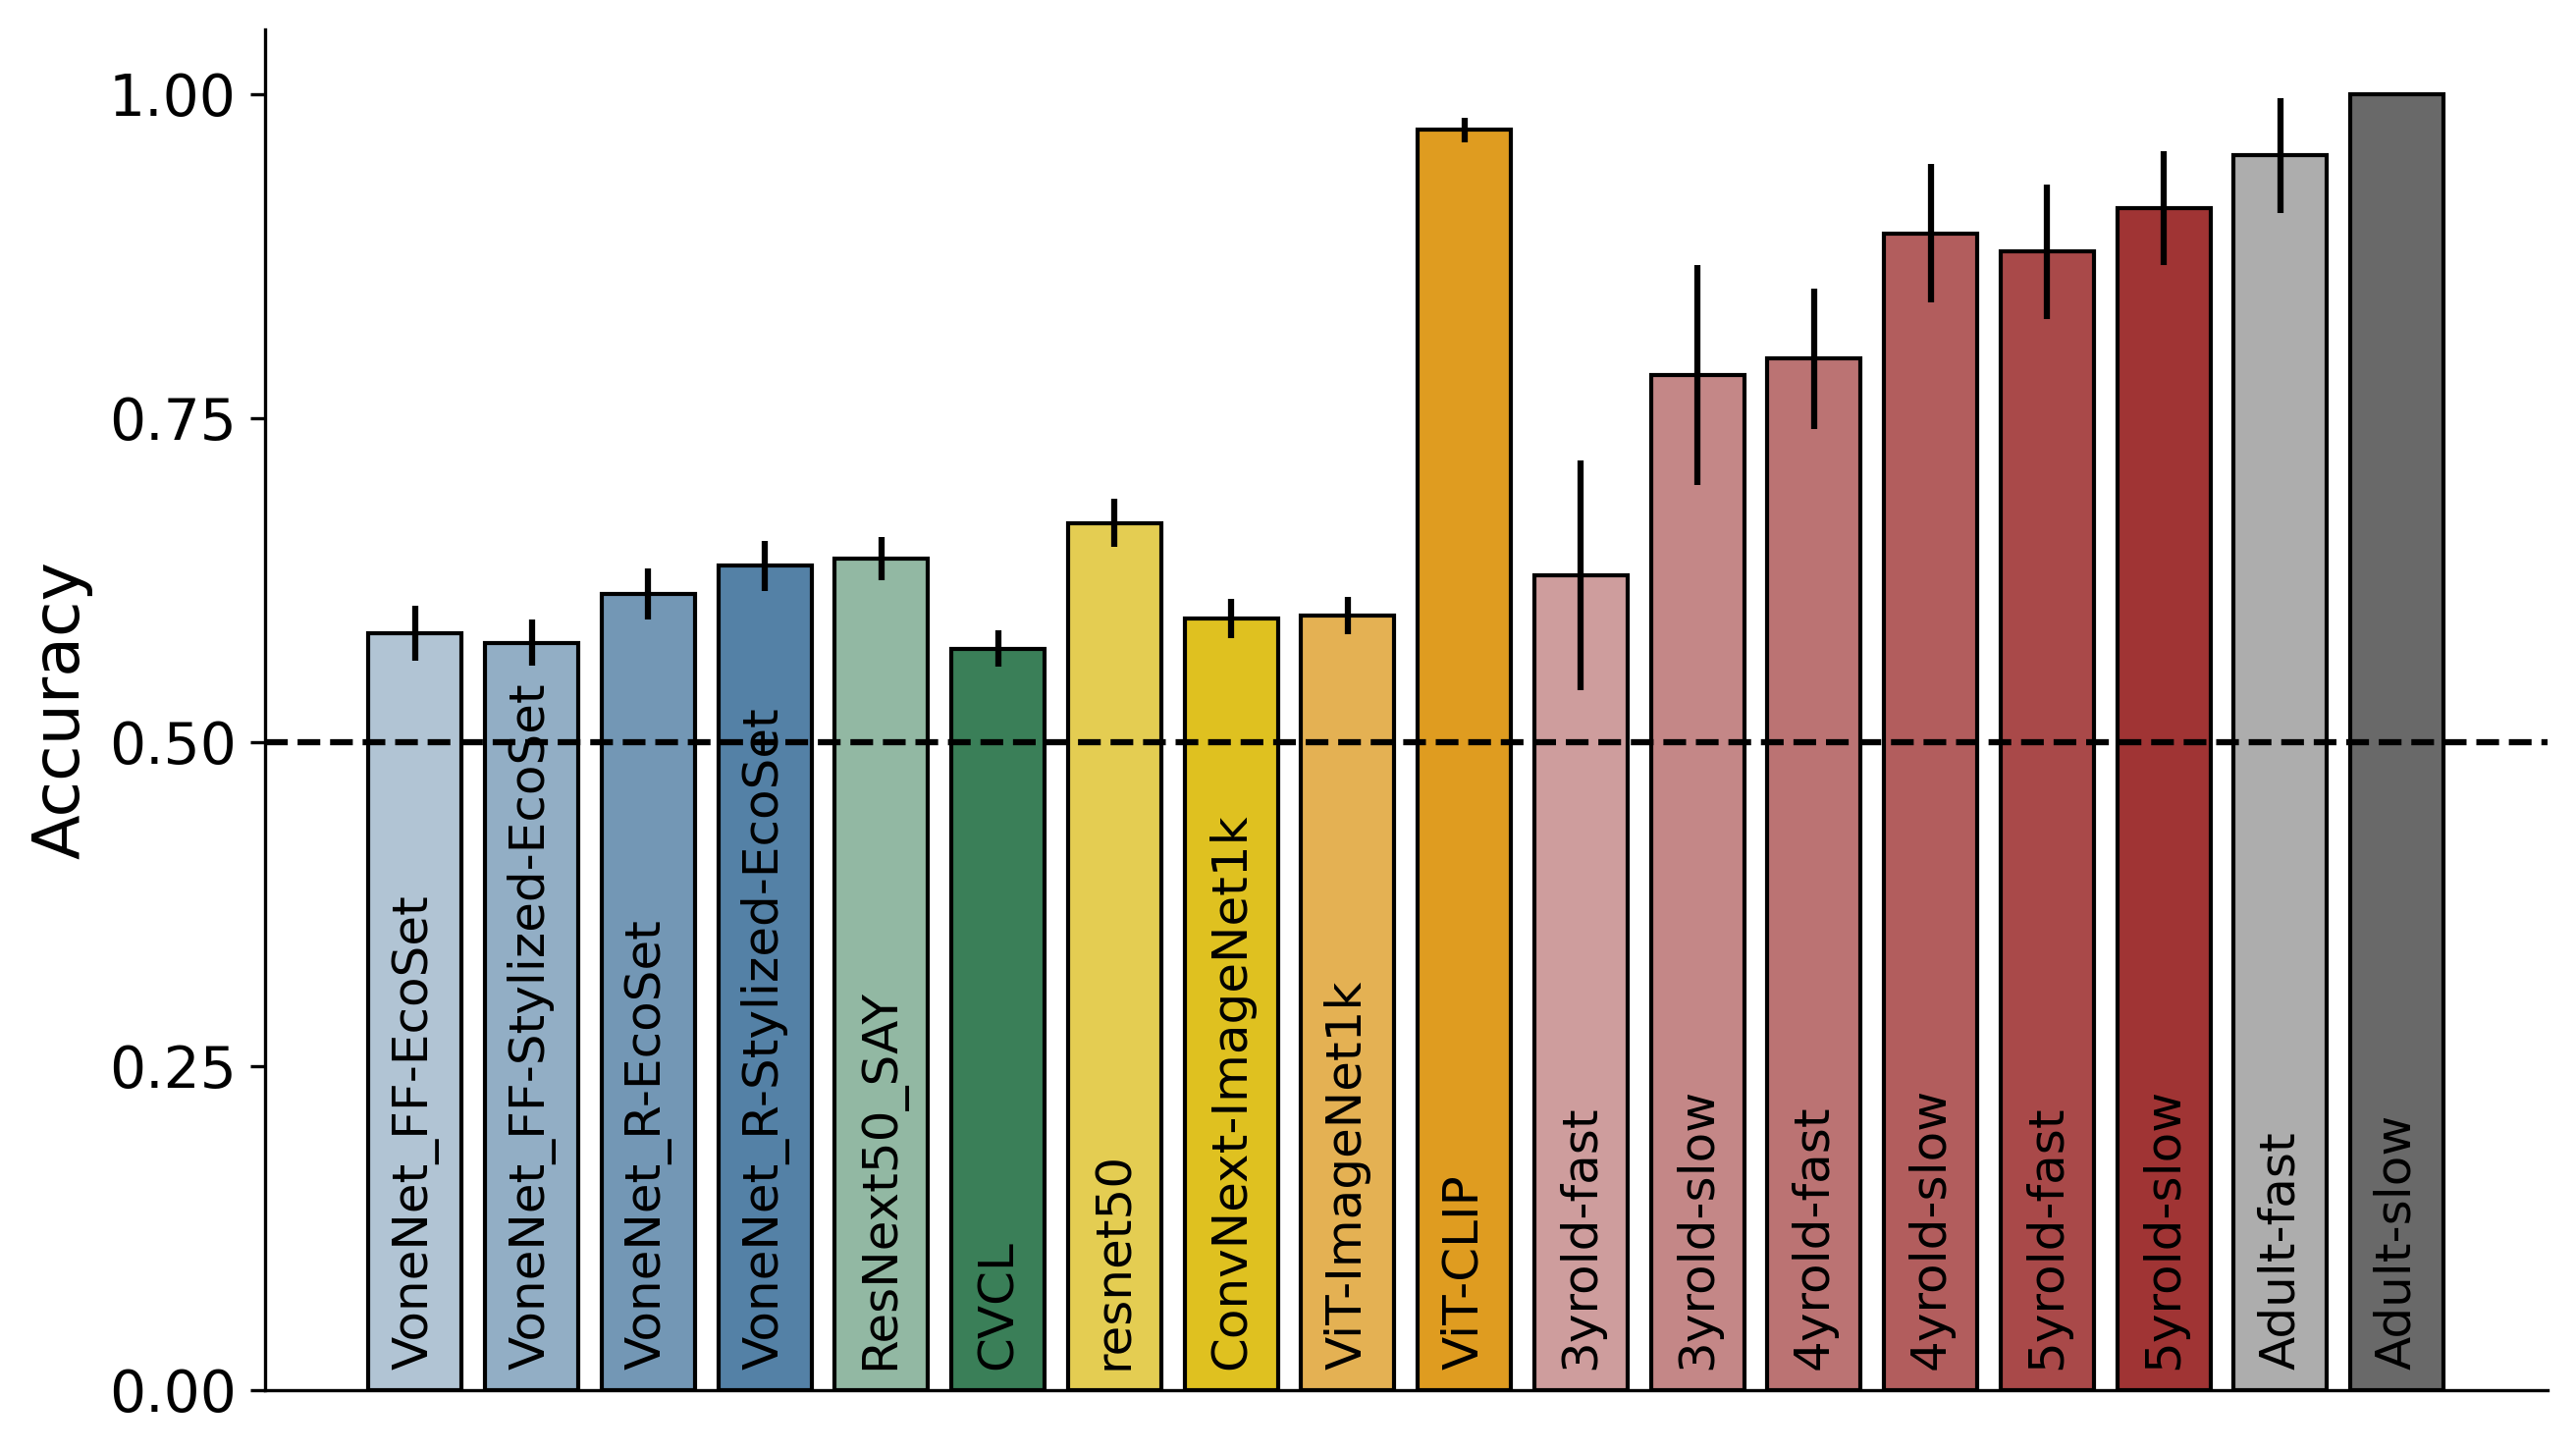 Accuracy
1.00
0.75
0.50
0.25
0.00
VoneNet_FF-EcoSet
VoneNet_FF-Stylized-EcoSet
VoneNet_R-EcoSet
VoneNet_R-Stylized-EcoSet
ResNext50_SAY
CVCL
resnet50
ConvNext-ImageNet1k
ViT-ImageNet1k
ViT-CLIP
3yrold-fast
3yrold-slow
4yrold-fast
4yrold-slow
5yrold-fast
5yrold-slow
Adult-fast
Adult-slow